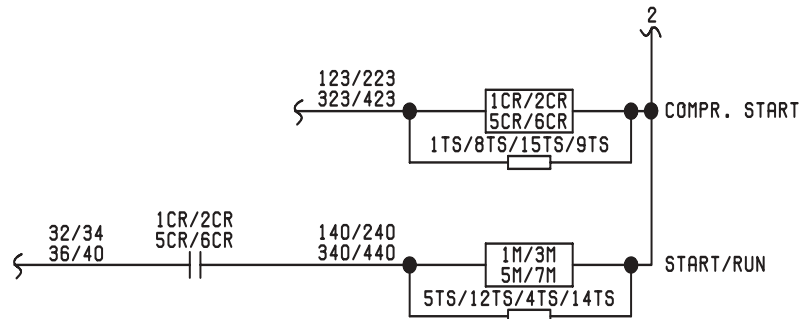 2
123/223
323/423
1CR/2CR
5CR/6CR
COMPR. START
1TS/8TS/15TS/9TS
32/34
36/40
1CR/2CR
5CR/6CR
140/240
340/440
1M/3M
5M/7M
START/RUN
5TS/12TS/4TS/14TS